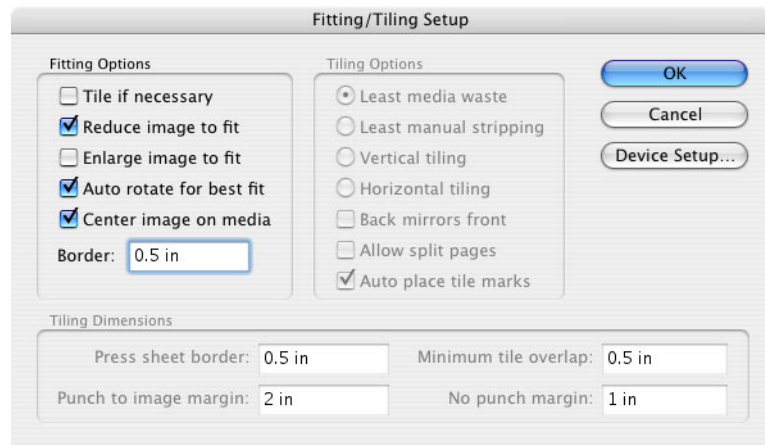 Fitting/Tiling Setup
Fitting Options
Tile if necessary
Reduce image to fit
Enlarge image to fit
Auto rotate for best fit
Center image on media
Border: 0.5 in
Tiling Options
Least media waste
Least manual stripping
Vertical tiling
Horizontal tiling
Back mirrors front
Allow split pages
Auto place tile marks
OK
Cancel
Device Setup...
Tiling Dimensions
Press sheet border: 0.5 in
Minimum tile overlap: 0.5 in
Punch to image margin: 2 in
No punch margin: 1 in